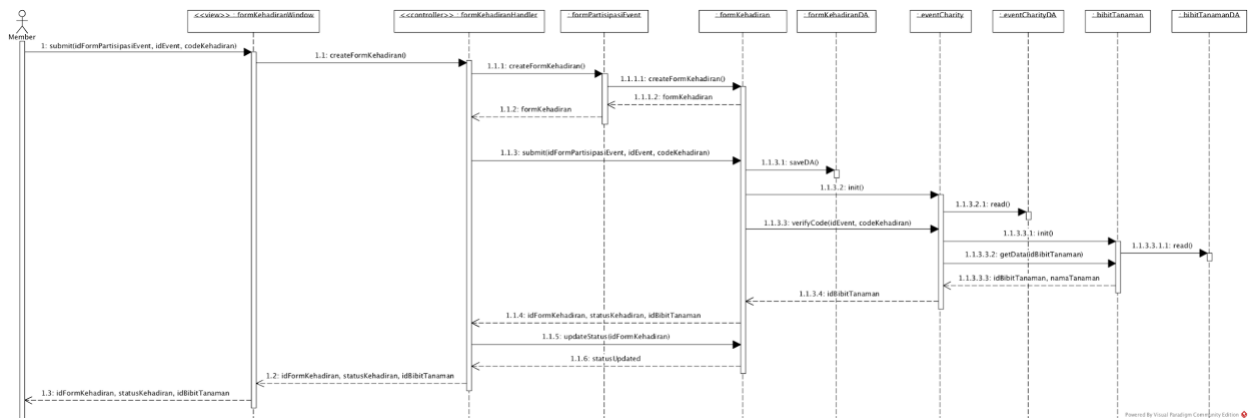 <<view>> : formKehadiranWindow
<<controller>> : formKehadiranHandler
: formPartisipasiEvent
: formKehadiran
: formKehadiranDA
: eventCharity
: eventCharityDA
: bibitTanaman
: bibitTanamanDA
Member
1: submit(idFormPartisipasiEvent, idEvent, codeKehadiran)
1.1: createFormKehadiran()
1.1.1: createFormKehadiran()
1.1.1.1: createFormKehadiran()
1.1.1.2: formKehadiran
1.1.2: formKehadiran
1.1.3: submit(idFormPartisipasiEvent, idEvent, codeKehadiran)
1.1.3.1: saveDA()
1.1.3.2: init()
1.1.3.2.1: read()
1.1.3.3: verifyCode(idEvent, codeKehadiran)
1.1.3.3.1: init()
1.1.3.3.1.1: read()
1.1.3.3.2: getData(idBibitTanaman)
1.1.3.3.3: idBibitTanaman, namaTanaman
1.1.3.4: idBibitTanaman
1.1.4: idFormKehadiran, statusKehadiran, idBibitTanaman
1.1.5: updateStatus(idFormKehadiran)
1.1.6: statusUpdated
1.2: idFormKehadiran, statusKehadiran, idBibitTanaman
1.3: idFormKehadiran, statusKehadiran, idBibitTanaman
Powered By Visual Paradigm Community Edition